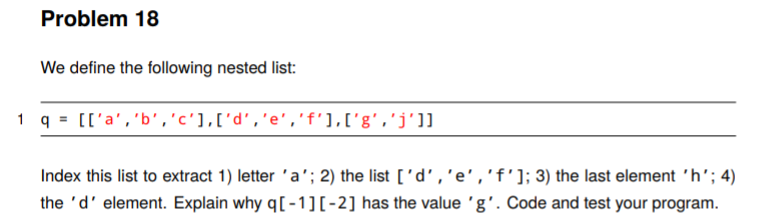 Problem 18
We define the following nested list:
1 q = [['a','b','c'],['d','e','f'],['g','j']]
Index this list to extract 1) letter 'a'; 2) the list ['d','e','f']; 3) the last element 'h'; 4)
the 'd' element. Explain why q[-1][-2] has the value 'g'. Code and test your program.